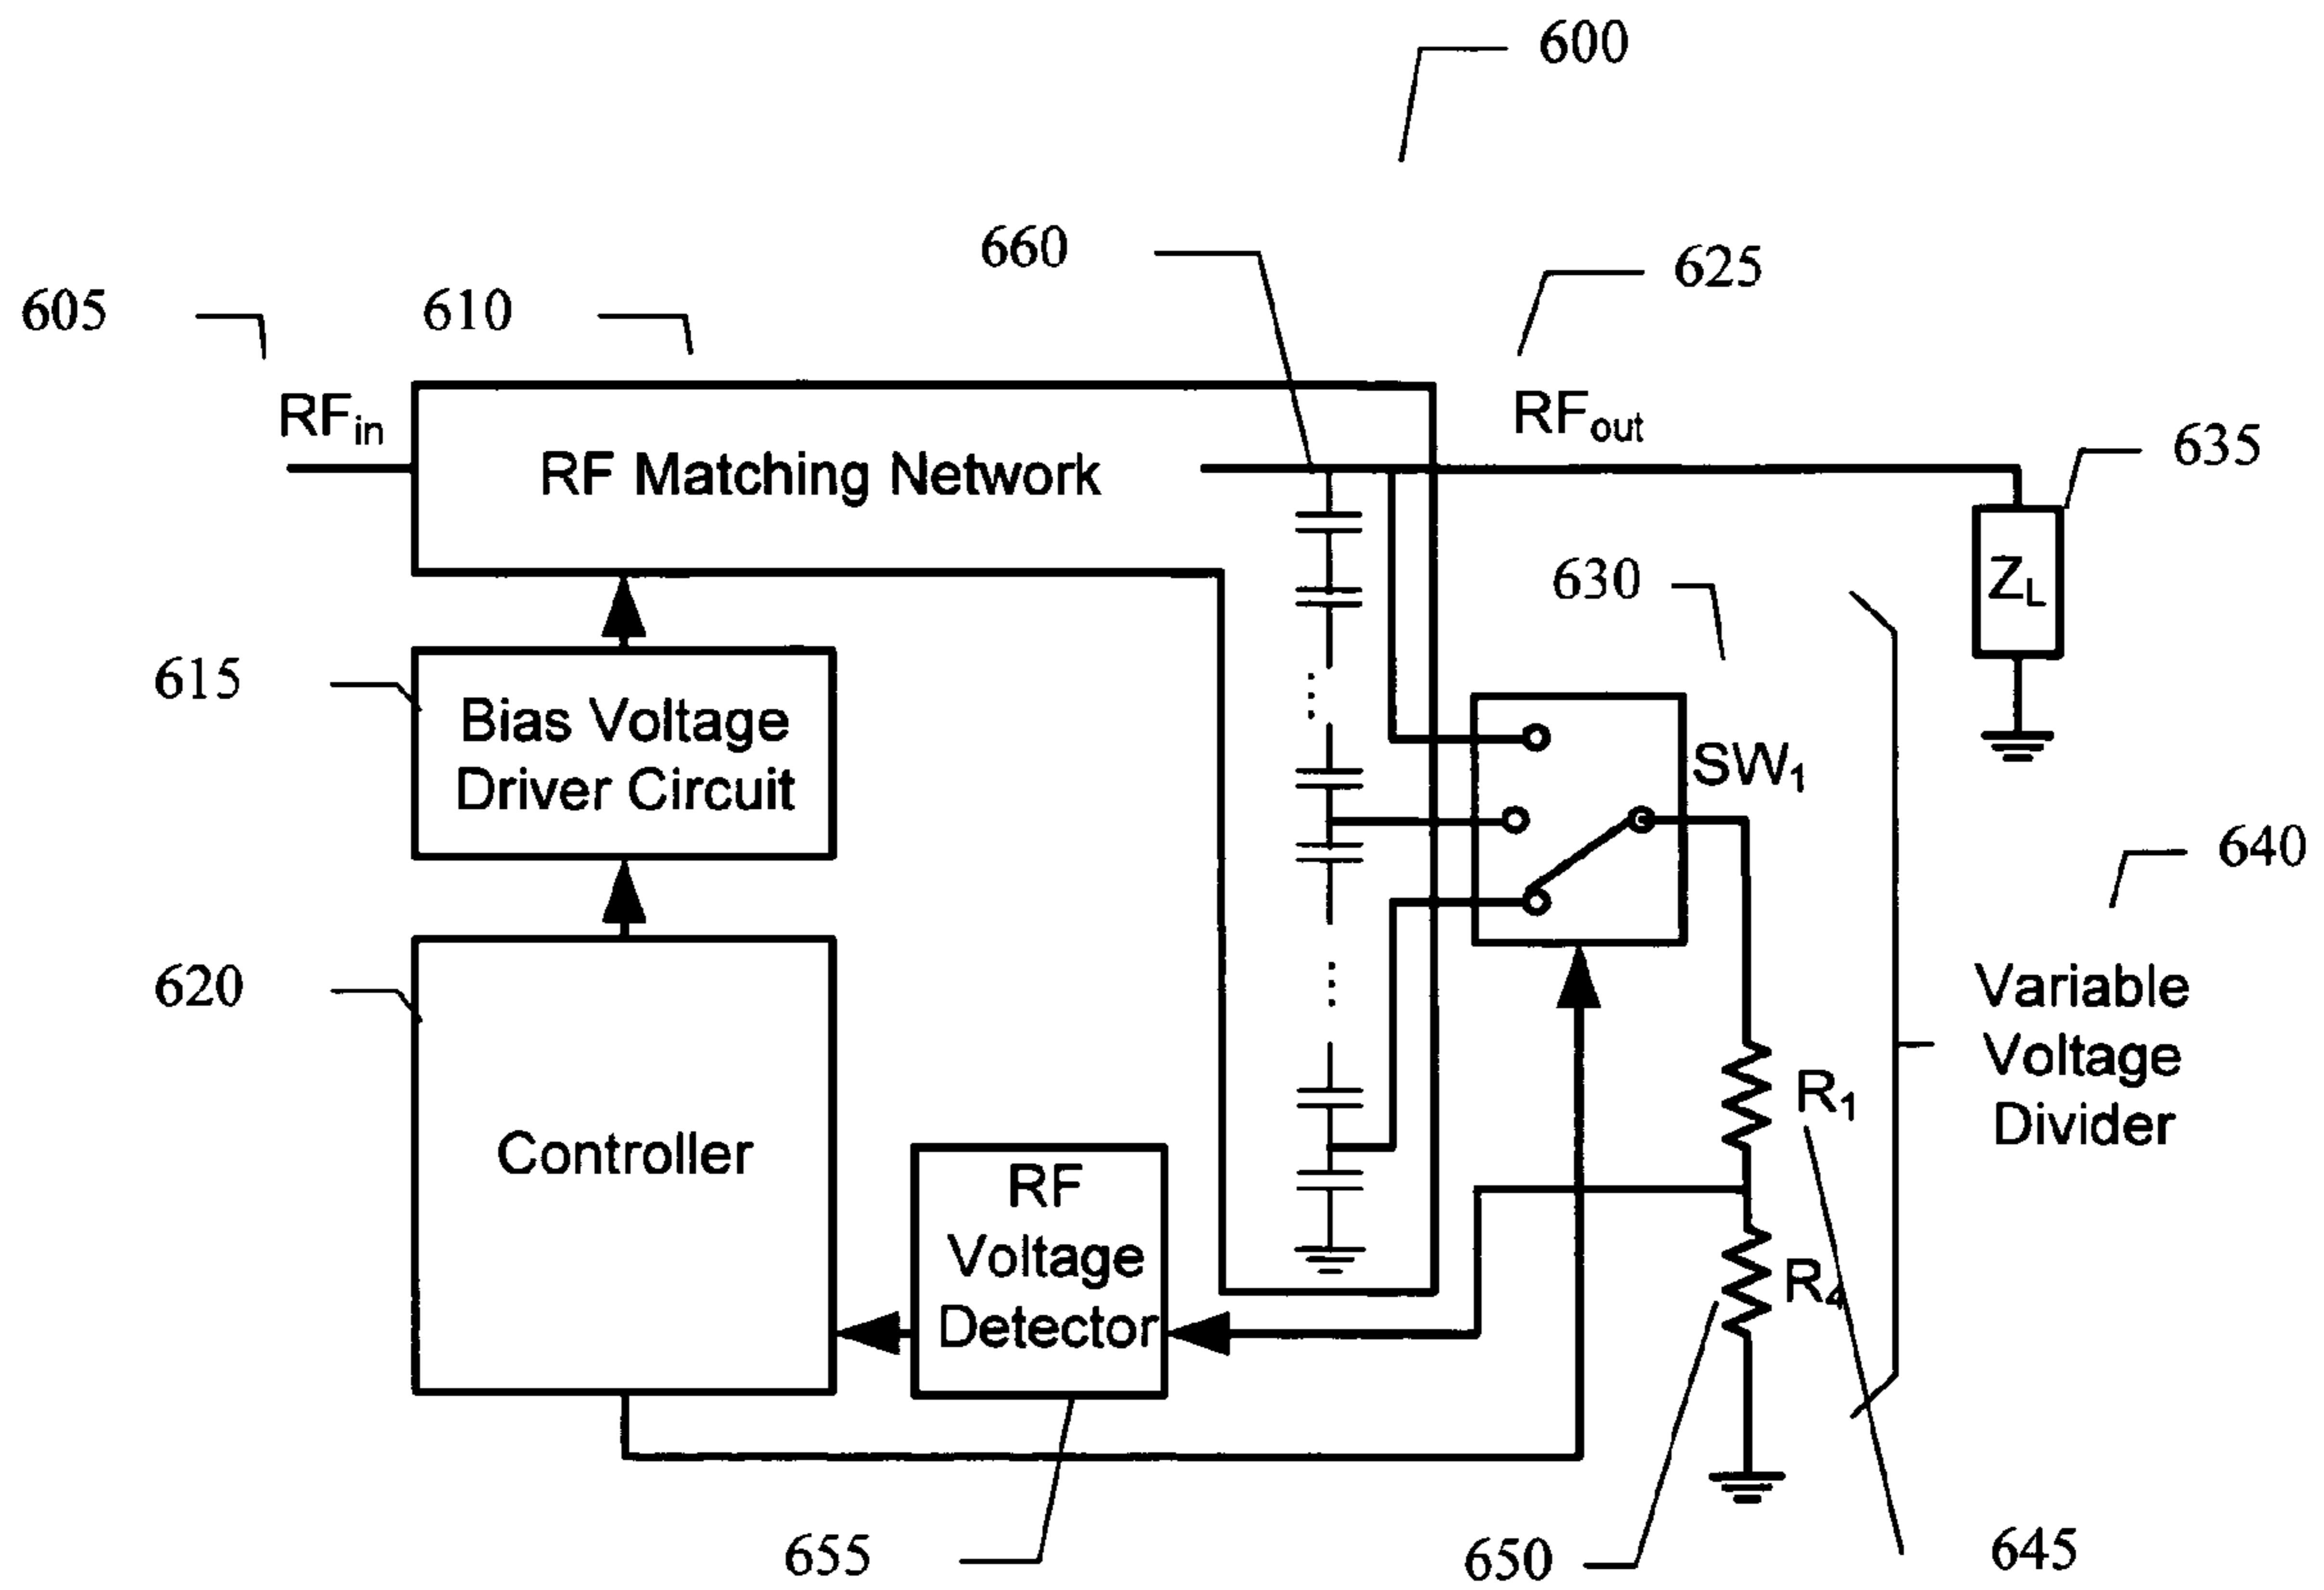 600
660
625
605
610
RFin
RFout
635
RF Matching Network
ZL
630
615
Bias Voltage
Driver Circuit
SW1
640
620
Variable
Voltage
Divider
Controller
R1
RF
Voltage
Detector
R4
655
650
645